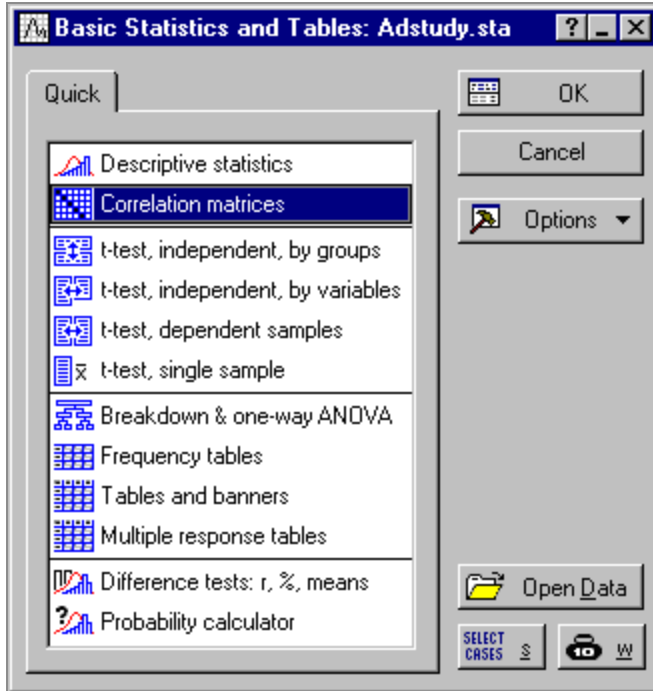 Basic Statistics and Tables: Adstudy.sta
Quick
OK
Cancel
Options
Descriptive statistics
Correlation matrices
t-test, independent, by groups
t-test, independent, by variables
t-test, dependent samples
t-test, single sample
Breakdown & one-way ANOVA
Frequency tables
Tables and banners
Multiple response tables
Difference tests: r, %, means
Probability calculator
Open Data
SELECT
CASES S
10 W